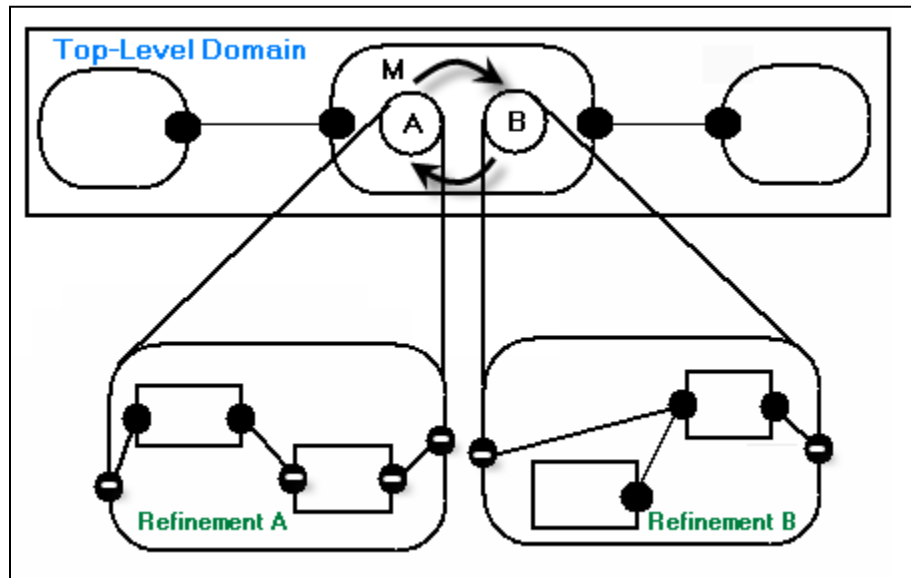 Top-Level Domain
M
A
B
Refinement A
Refinement B